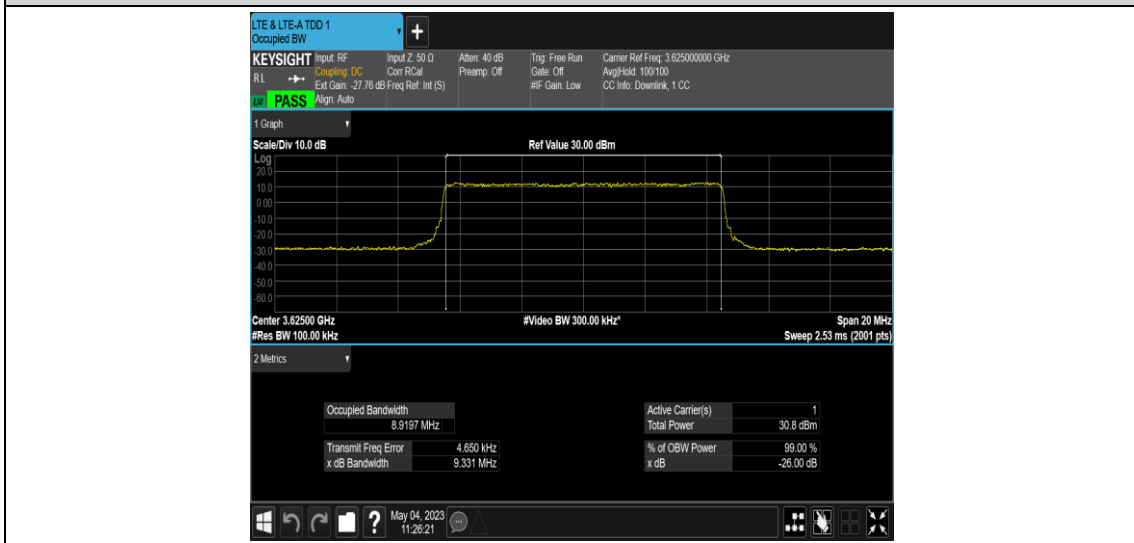 LTE & LTE-A TDD 1
Occupied BW
+
KEYSIGHT
RL
LXI
PASS
Input: RF
Coupling: DC
Ext Gain: -27.76 dB
Align: Auto
Input Z: 50 Ω
Corr RCal
Freq Ref: Int (S)
Atten: 40 dB
Preamp: Off
Trig: Free Run
Gate: Off
#IF Gain: Low
Carrier Ref Freq: 3.625000000 GHz
Avg|Hold: 100/100
CC Info: Downlink, 1 CC
1 Graph
Scale/Div 10.0 dB
Ref Value 30.00 dBm
Log
20.0
10.0
0.00
-10.0
-20.0
-30.0
-40.0
-50.0
-60.0
Center 3.62500 GHz
#Video BW 300.00 kHz*
Span 20 MHz
#Res BW 100.00 kHz
Sweep 2.53 ms (2001 pts)
2 Metrics
Occupied Bandwidth
8.9197 MHz
Transmit Freq Error 4.650 kHz
x dB Bandwidth 9.331 MHz
Active Carrier(s) 1
Total Power 30.8 dBm
% of OBW Power 99.00 %
x dB -26.00 dB
?
May 04, 2023
11:26:21